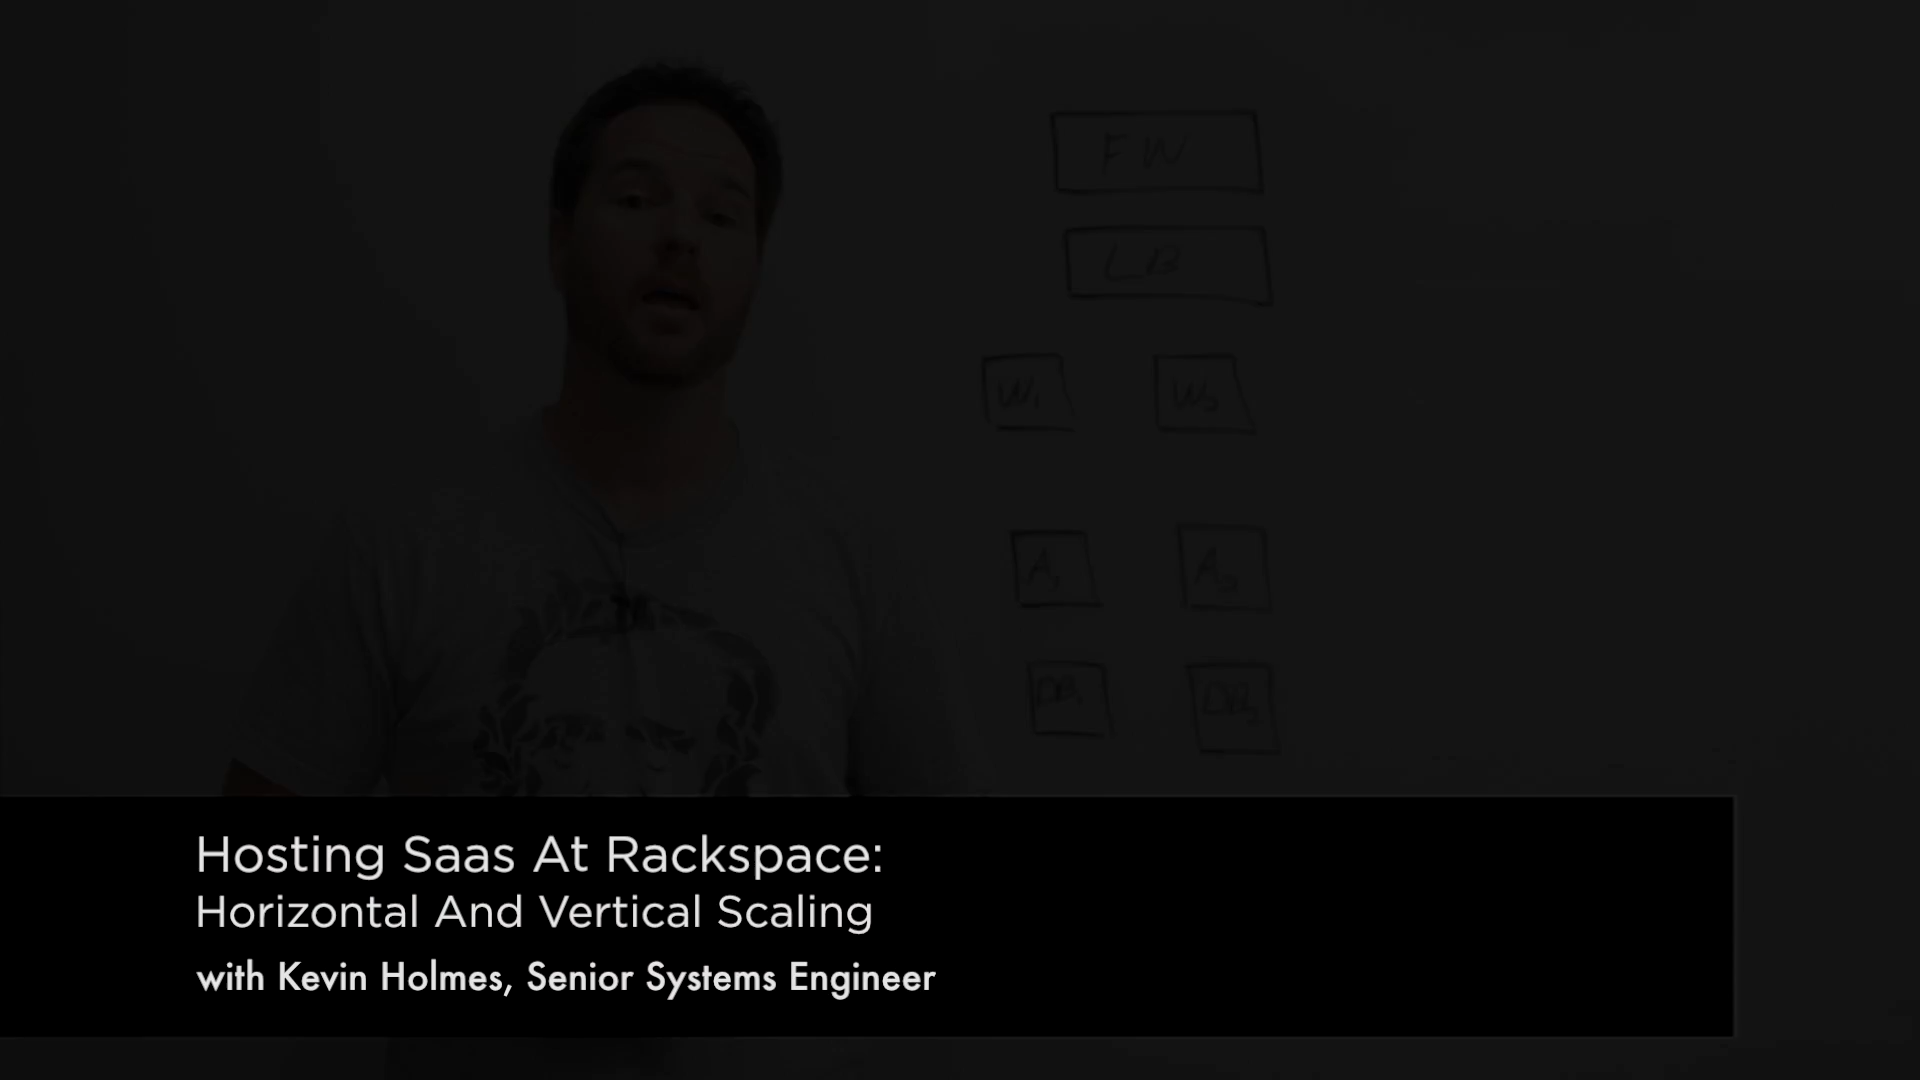 FW
LB
W1 W2
A1 A2
DB1 DB2
Hosting Saas At Rackspace:
Horizontal And Vertical Scaling
with Kevin Holmes, Senior Systems Engineer